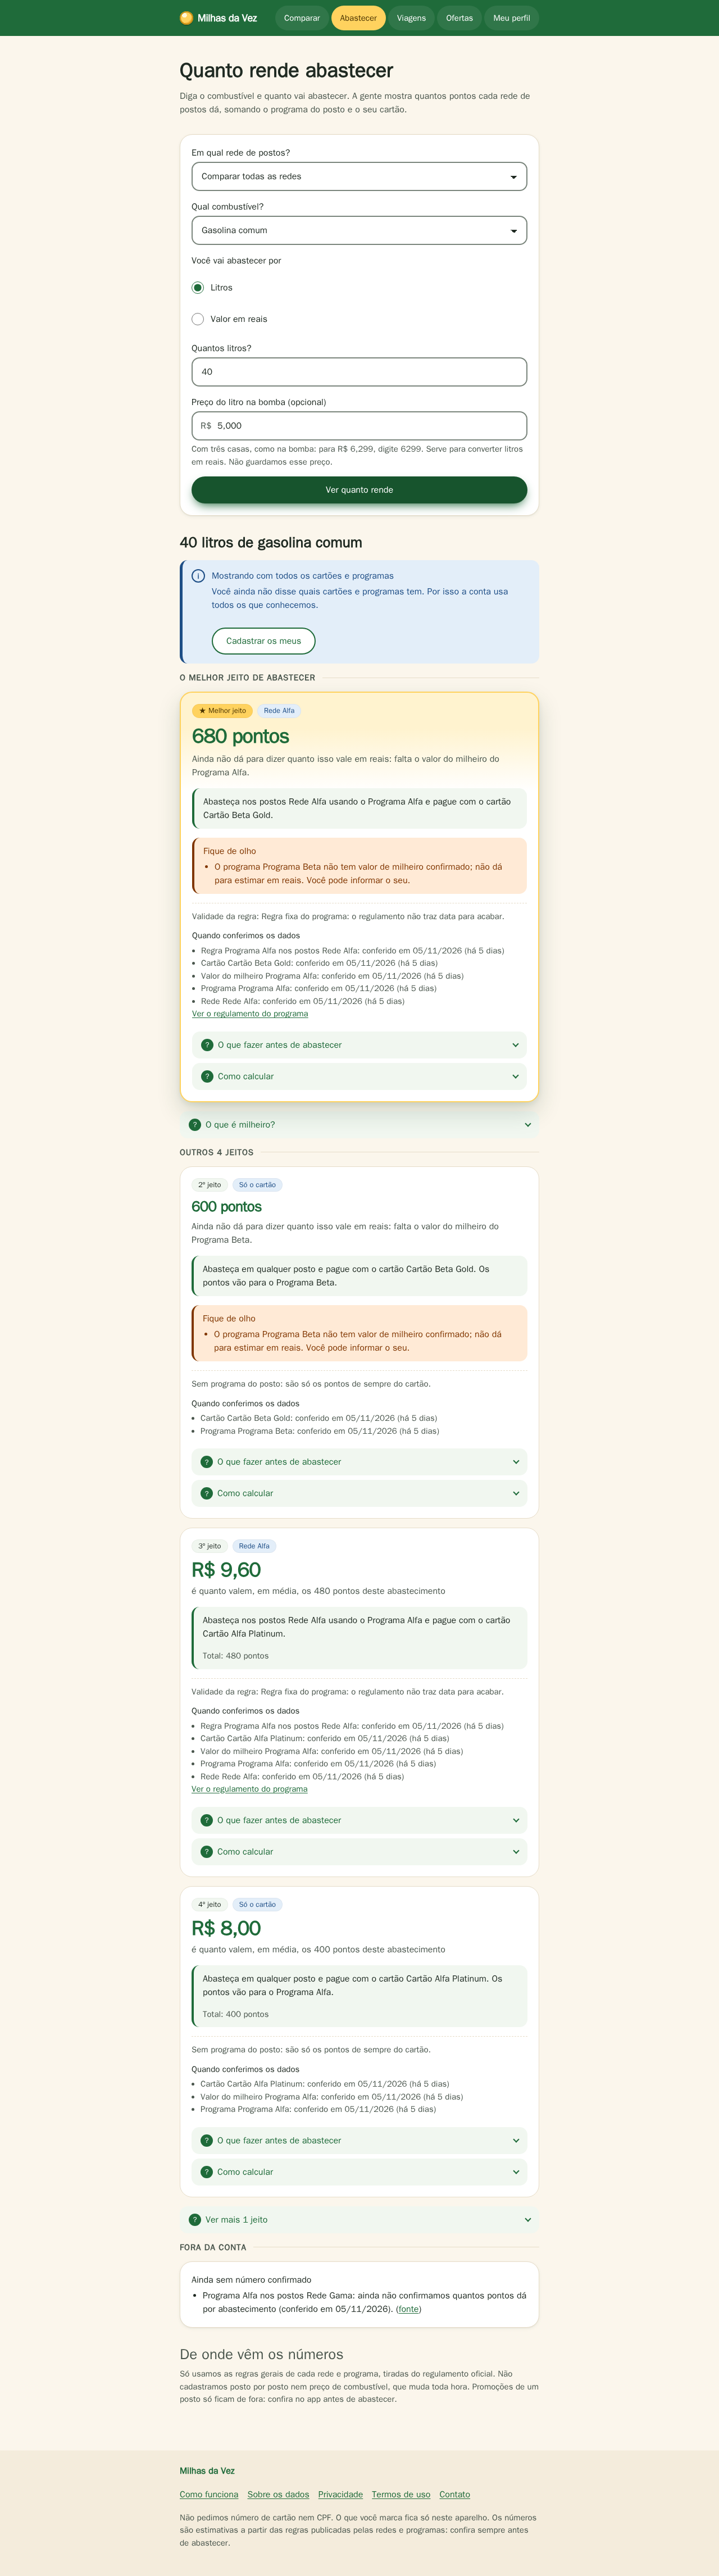 Milhas da Vez
Comparar
Abastecer
Viagens
Ofertas
Meu perfil
Quanto rende abastecer
Diga o combustível e quanto vai abastecer. A gente mostra quantos pontos cada rede de
postos dá, somando o programa do posto e o seu cartão.
Em qual rede de postos?
Comparar todas as redes
Qual combustível?
Gasolina comum
Você vai abastecer por
Litros
Valor em reais
Quantos litros?
40
Preço do litro na bomba (opcional)
R$ 5,000
Com três casas, como na bomba: para R$ 6,299, digite 6299. Serve para converter litros
em reais. Não guardamos esse preço.
Ver quanto rende
40 litros de gasolina comum
i Mostrando com todos os cartões e programas
Você ainda não disse quais cartões e programas tem. Por isso a conta usa
todos os que conhecemos.
Cadastrar os meus
O MELHOR JEITO DE ABASTECER
★ Melhor jeito
Rede Alfa
680 pontos
Ainda não dá para dizer quanto isso vale em reais: falta o valor do milheiro do
Programa Alfa.
Abasteça nos postos Rede Alfa usando o Programa Alfa e pague com o cartão
Cartão Beta Gold.
Fique de olho
• O programa Programa Beta não tem valor de milheiro confirmado; não dá
para estimar em reais. Você pode informar o seu.
Validade da regra: Regra fixa do programa: o regulamento não traz data para acabar.
Quando conferimos os dados
• Regra Programa Alfa nos postos Rede Alfa: conferido em 05/11/2026 (há 5 dias)
• Cartão Cartão Beta Gold: conferido em 05/11/2026 (há 5 dias)
• Valor do milheiro Programa Alfa: conferido em 05/11/2026 (há 5 dias)
• Programa Programa Alfa: conferido em 05/11/2026 (há 5 dias)
• Rede Rede Alfa: conferido em 05/11/2026 (há 5 dias)
Ver o regulamento do programa
? O que fazer antes de abastecer
? Como calcular
? O que é milheiro?
OUTROS 4 JEITOS
2º jeito
Só o cartão
600 pontos
Ainda não dá para dizer quanto isso vale em reais: falta o valor do milheiro do
Programa Beta.
Abasteça em qualquer posto e pague com o cartão Cartão Beta Gold. Os
pontos vão para o Programa Beta.
Fique de olho
• O programa Programa Beta não tem valor de milheiro confirmado; não dá
para estimar em reais. Você pode informar o seu.
Sem programa do posto: são só os pontos de sempre do cartão.
Quando conferimos os dados
• Cartão Cartão Beta Gold: conferido em 05/11/2026 (há 5 dias)
• Programa Programa Beta: conferido em 05/11/2026 (há 5 dias)
? O que fazer antes de abastecer
? Como calcular
3º jeito
Rede Alfa
R$ 9,60
é quanto valem, em média, os 480 pontos deste abastecimento
Abasteça nos postos Rede Alfa usando o Programa Alfa e pague com o cartão
Cartão Alfa Platinum.
Total: 480 pontos
Validade da regra: Regra fixa do programa: o regulamento não traz data para acabar.
Quando conferimos os dados
• Regra Programa Alfa nos postos Rede Alfa: conferido em 05/11/2026 (há 5 dias)
• Cartão Cartão Alfa Platinum: conferido em 05/11/2026 (há 5 dias)
• Valor do milheiro Programa Alfa: conferido em 05/11/2026 (há 5 dias)
• Programa Programa Alfa: conferido em 05/11/2026 (há 5 dias)
• Rede Rede Alfa: conferido em 05/11/2026 (há 5 dias)
Ver o regulamento do programa
? O que fazer antes de abastecer
? Como calcular
4º jeito
Só o cartão
R$ 8,00
é quanto valem, em média, os 400 pontos deste abastecimento
Abasteça em qualquer posto e pague com o cartão Cartão Alfa Platinum. Os
pontos vão para o Programa Alfa.
Total: 400 pontos
Sem programa do posto: são só os pontos de sempre do cartão.
Quando conferimos os dados
• Cartão Cartão Alfa Platinum: conferido em 05/11/2026 (há 5 dias)
• Valor do milheiro Programa Alfa: conferido em 05/11/2026 (há 5 dias)
• Programa Programa Alfa: conferido em 05/11/2026 (há 5 dias)
? O que fazer antes de abastecer
? Como calcular
? Ver mais 1 jeito
FORA DA CONTA
Ainda sem número confirmado
• Programa Alfa nos postos Rede Gama: ainda não confirmamos quantos pontos dá
por abastecimento (conferido em 05/11/2026). (fonte)
De onde vêm os números
Só usamos as regras gerais de cada rede e programa, tiradas do regulamento oficial. Não
cadastramos posto por posto nem preço de combustível, que muda toda hora. Promoções de um
posto só ficam de fora: confira no app antes de abastecer.
Milhas da Vez
Como funciona
Sobre os dados
Privacidade
Termos de uso
Contato
Não pedimos número de cartão nem CPF. O que você marca fica só neste aparelho. Os números
são estimativas a partir das regras publicadas pelas redes e programas: confira sempre antes
de abastecer.